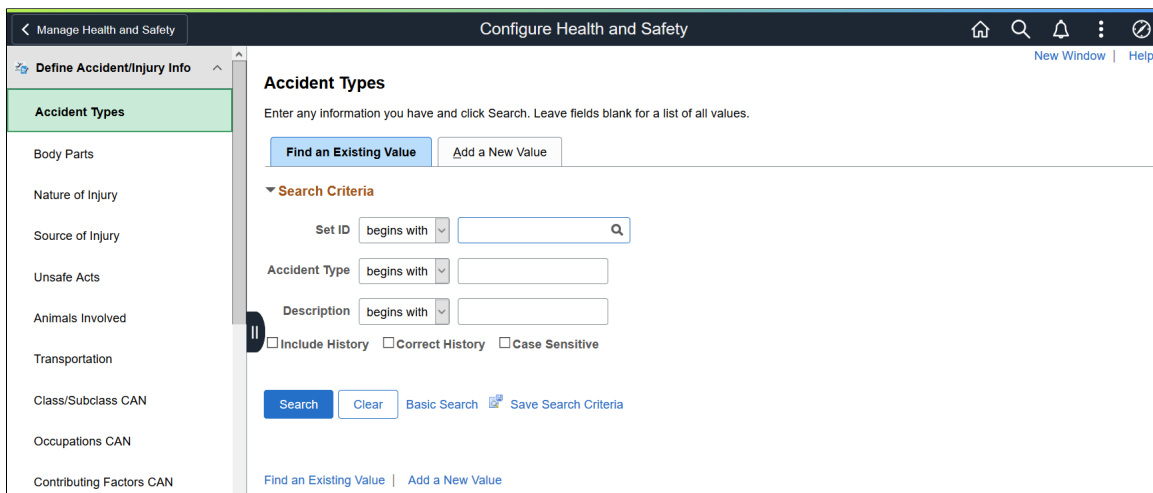 Manage Health and Safety
Configure Health and Safety
New Window | Help
Define Accident/Injury Info
Accident Types
Body Parts
Nature of Injury
Source of Injury
Unsafe Acts
Animals Involved
Transportation
Class/Subclass CAN
Occupations CAN
Contributing Factors CAN
Accident Types
Enter any information you have and click Search. Leave fields blank for a list of all values.
Find an Existing Value
Add a New Value
Search Criteria
Set ID begins with
Accident Type begins with
Description begins with
Include History Correct History Case Sensitive
Search Clear Basic Search Save Search Criteria
Find an Existing Value | Add a New Value